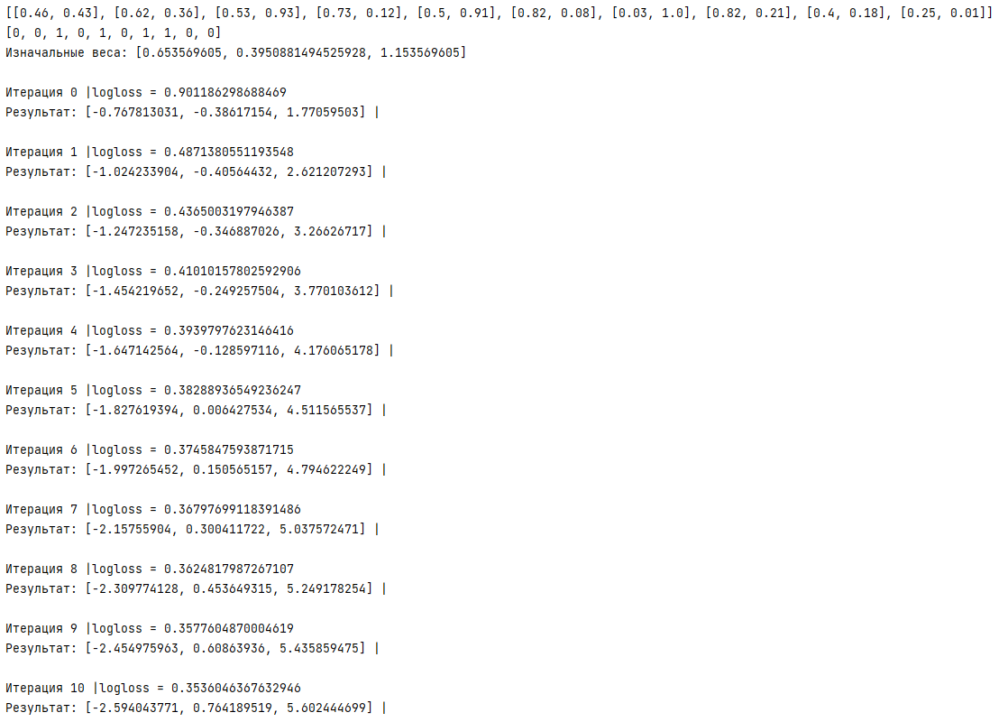 [[0.46, 0.43], [0.62, 0.36], [0.53, 0.93], [0.73, 0.12], [0.5, 0.91], [0.82, 0.08], [0.03, 1.0], [0.82, 0.21], [0.4, 0.18], [0.25, 0.01]]
[0, 0, 1, 0, 1, 0, 1, 1, 0, 0]
Изначальные веса: [0.653569605, 0.3950881494525928, 1.153569605]
Итерация 0 |logloss = 0.901186298688469
Результат: [-0.767813031, -0.38617154, 1.77059503] |
Итерация 1 |logloss = 0.4871380551193548
Результат: [-1.024233904, -0.40564432, 2.621207293] |
Итерация 2 |logloss = 0.4365003197946387
Результат: [-1.247235158, -0.346887026, 3.26626717] |
Итерация 3 |logloss = 0.41010157802592906
Результат: [-1.454219652, -0.249257504, 3.770103612] |
Итерация 4 |logloss = 0.3939797623146416
Результат: [-1.647142564, -0.128597116, 4.176065178] |
Итерация 5 |logloss = 0.38288936549236247
Результат: [-1.827619394, 0.006427534, 4.511565537] |
Итерация 6 |logloss = 0.3745847593871715
Результат: [-1.997265452, 0.150565157, 4.794622249] |
Итерация 7 |logloss = 0.36797699118391486
Результат: [-2.15755904, 0.300411722, 5.037572471] |
Итерация 8 |logloss = 0.3624817987267107
Результат: [-2.309774128, 0.453649315, 5.249178254] |
Итерация 9 |logloss = 0.3577604870004619
Результат: [-2.454975963, 0.60863936, 5.435859475] |
Итерация 10 |logloss = 0.3536046367632946
Результат: [-2.594043771, 0.764189519, 5.602444699] |